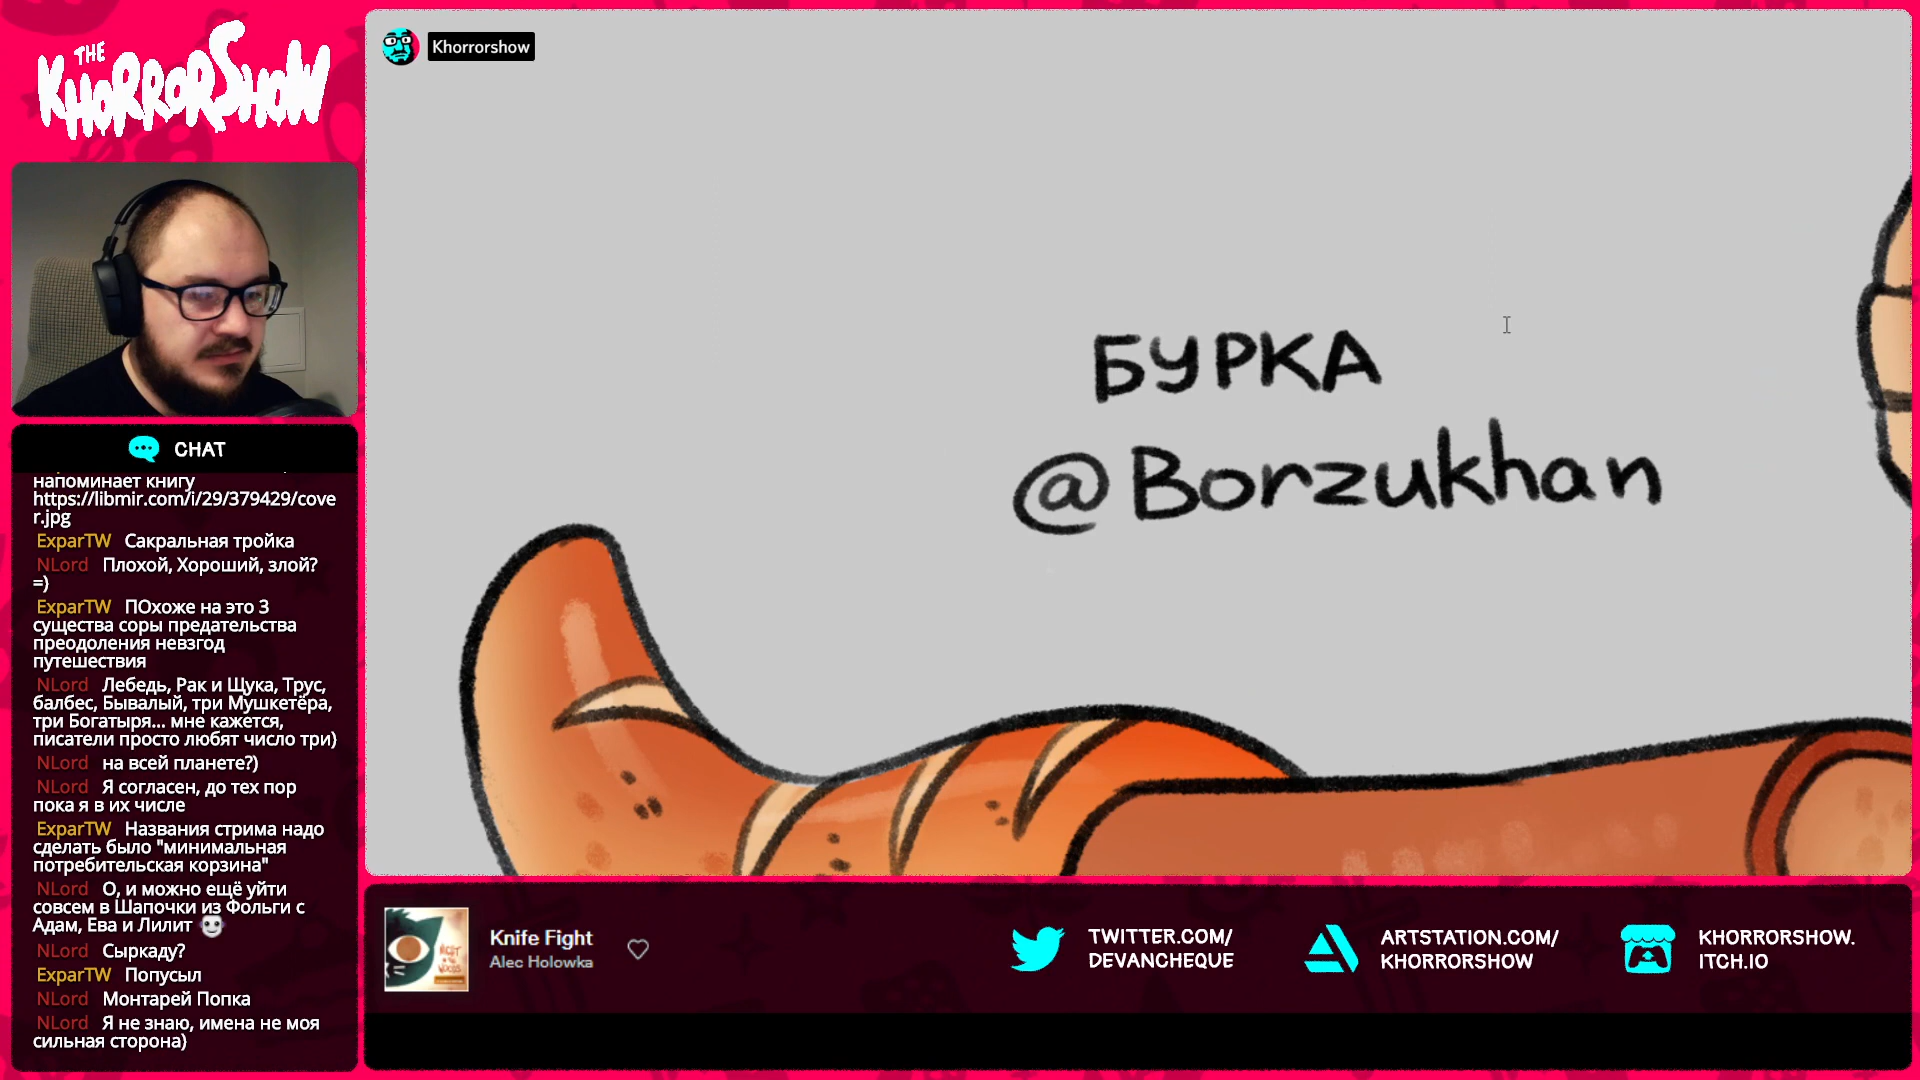 THE
KHORRORSHOW
Khorrorshow
БУРКА
@Borzukhan
CHAT
напоминает книгу
https://libmir.com/i/29/379429/cove
r.jpg
ExparTW Сакральная тройка
NLord Плохой, Хороший, злой?
=)
ExparTW ПОхоже на это 3
существа соры предательства
преодоления невзгод
путешествия
NLord Лебедь, Рак и Щука, Трус,
балбес, Бывалый, три Мушкетёра,
три Богатыря... мне кажется,
писатели просто любят число три)
NLord на всей планете?)
NLord Я согласен, до тех пор
пока я в их числе
ExparTW Названия стрима надо
сделать было "минимальная
потребительская корзина"
NLord О, и можно ещё уйти
совсем в Шапочки из Фольги с
Адам, Ева и Лилит
NLord Сыркаду?
ExparTW Попусыл
NLord Монтарей Попка
NLord Я не знаю, имена не моя
сильная сторона)
Knife Fight
Alec Holowka
TWITTER.COM/
DEVANCHEQUE
ARTSTATION.COM/
KHORRORSHOW
KHORRORSHOW.
ITCH.IO